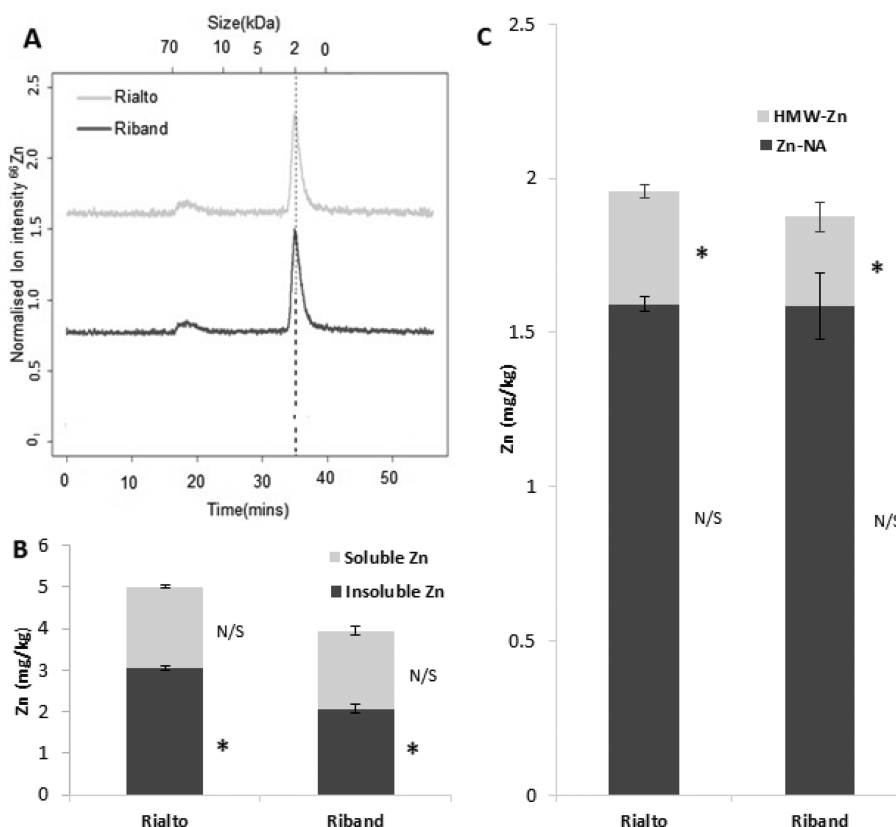 A
Size(kDa)
70 10 5 2 0
Normalised Ion intensity ⁶⁶Zn
2.5
2.0
1.5
1.0
0.5
0
Rialto
Riband
0 10 20 30 40 50
Time(mins)
B
Zn (mg/kg)
6
5
4
3
2
1
0
Soluble Zn
Insoluble Zn
N/S
N/S
*
*
Rialto Riband
C
Zn (mg/kg)
2.5
2
1.5
1
0.5
0
HMW-Zn
Zn-NA
*
*
N/S
N/S
Rialto Riband